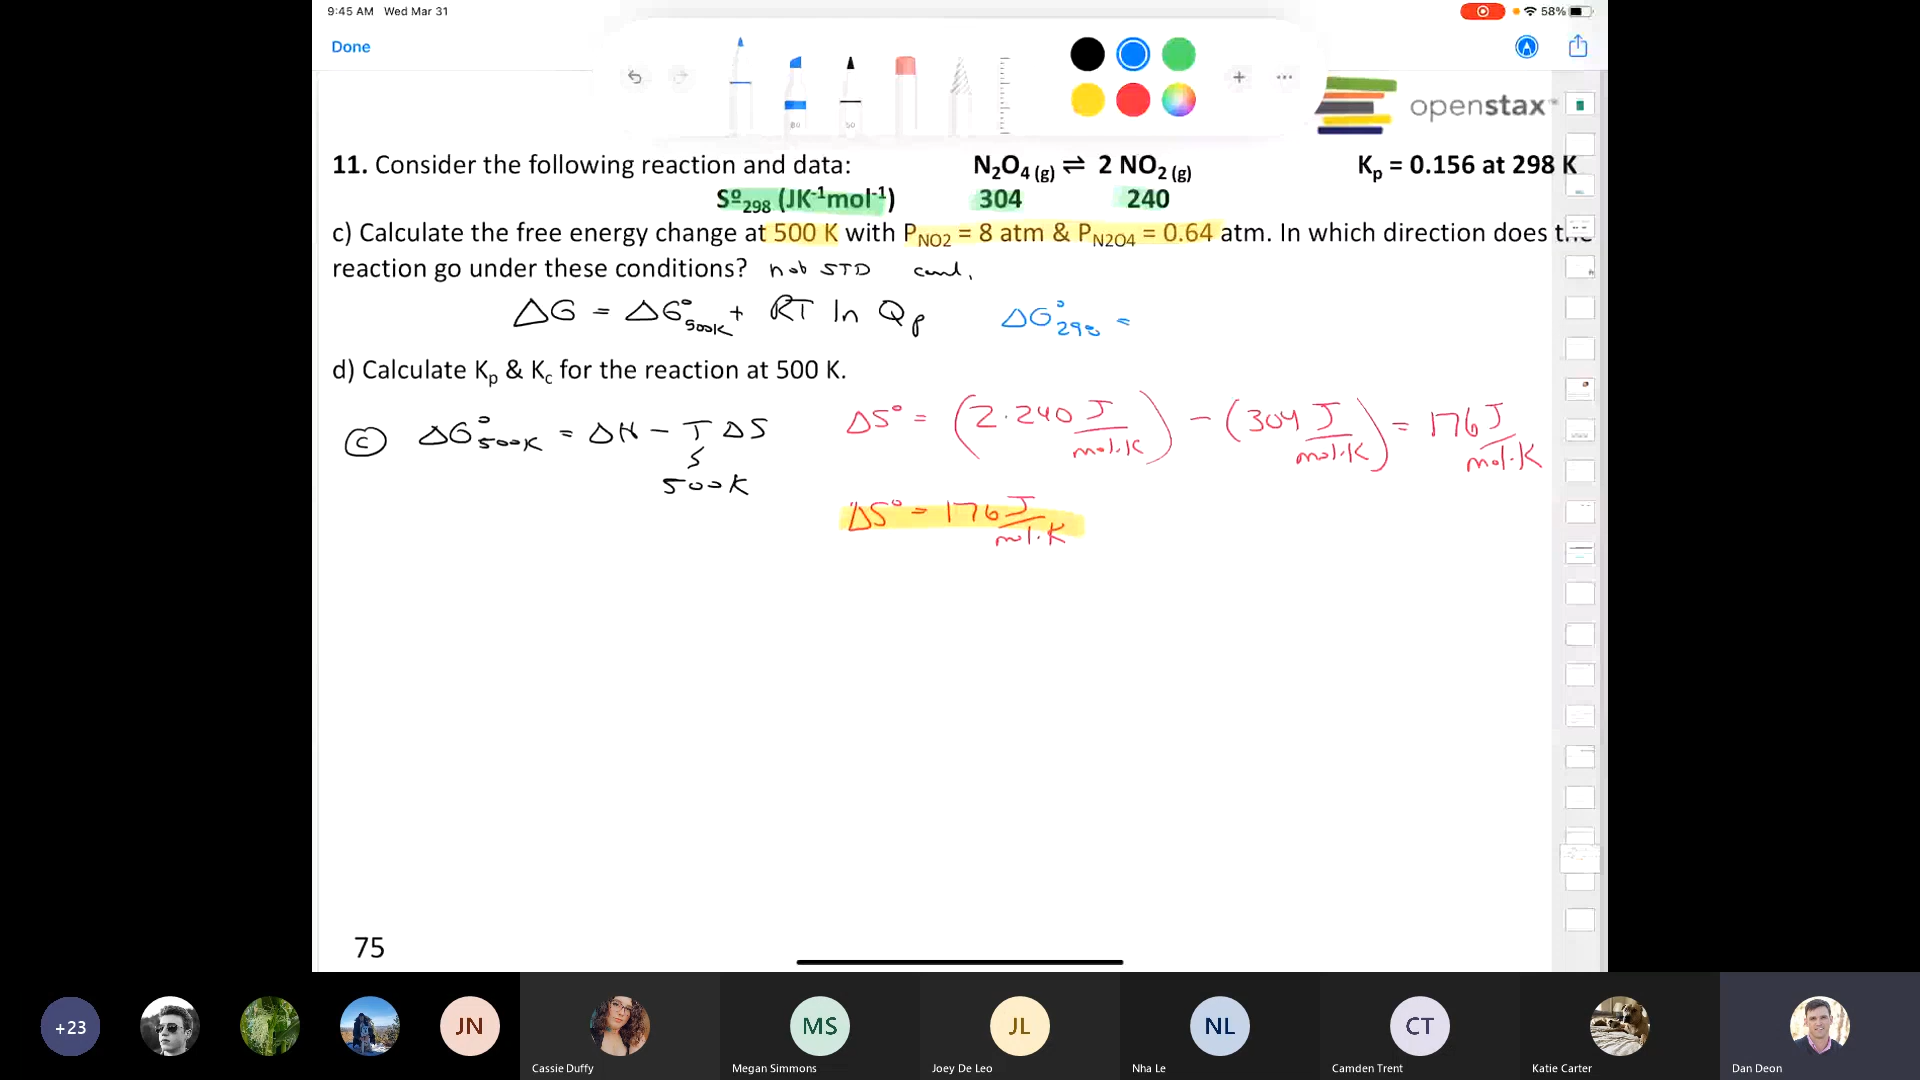 9:45 AM Wed Mar 31
58%
Done
openstax
11. Consider the following reaction and data: N₂O₄ (g) ⇌ 2 NO₂ (g) Kₚ = 0.156 at 298 K
Sº₂₉₈ (JK⁻¹mol⁻¹) 304 240
c) Calculate the free energy change at 500 K with P_NO2 = 8 atm & P_N2O4 = 0.64 atm. In which direction does the
reaction go under these conditions? not STD cond.
ΔG = ΔG°500K + RT ln Qp ΔG°298 =
d) Calculate Kp & Kc for the reaction at 500 K.
c ΔG°500K = ΔH – T ΔS ΔS° = (2·240 J/mol·K) – (304 J/mol·K) = 176 J/mol·K
500K
ΔS° = 176 J/mol·K
75
+23
JN
MS
JL
NL
CT
Cassie Duffy
Megan Simmons
Joey De Leo
Nha Le
Camden Trent
Katie Carter
Dan Deon